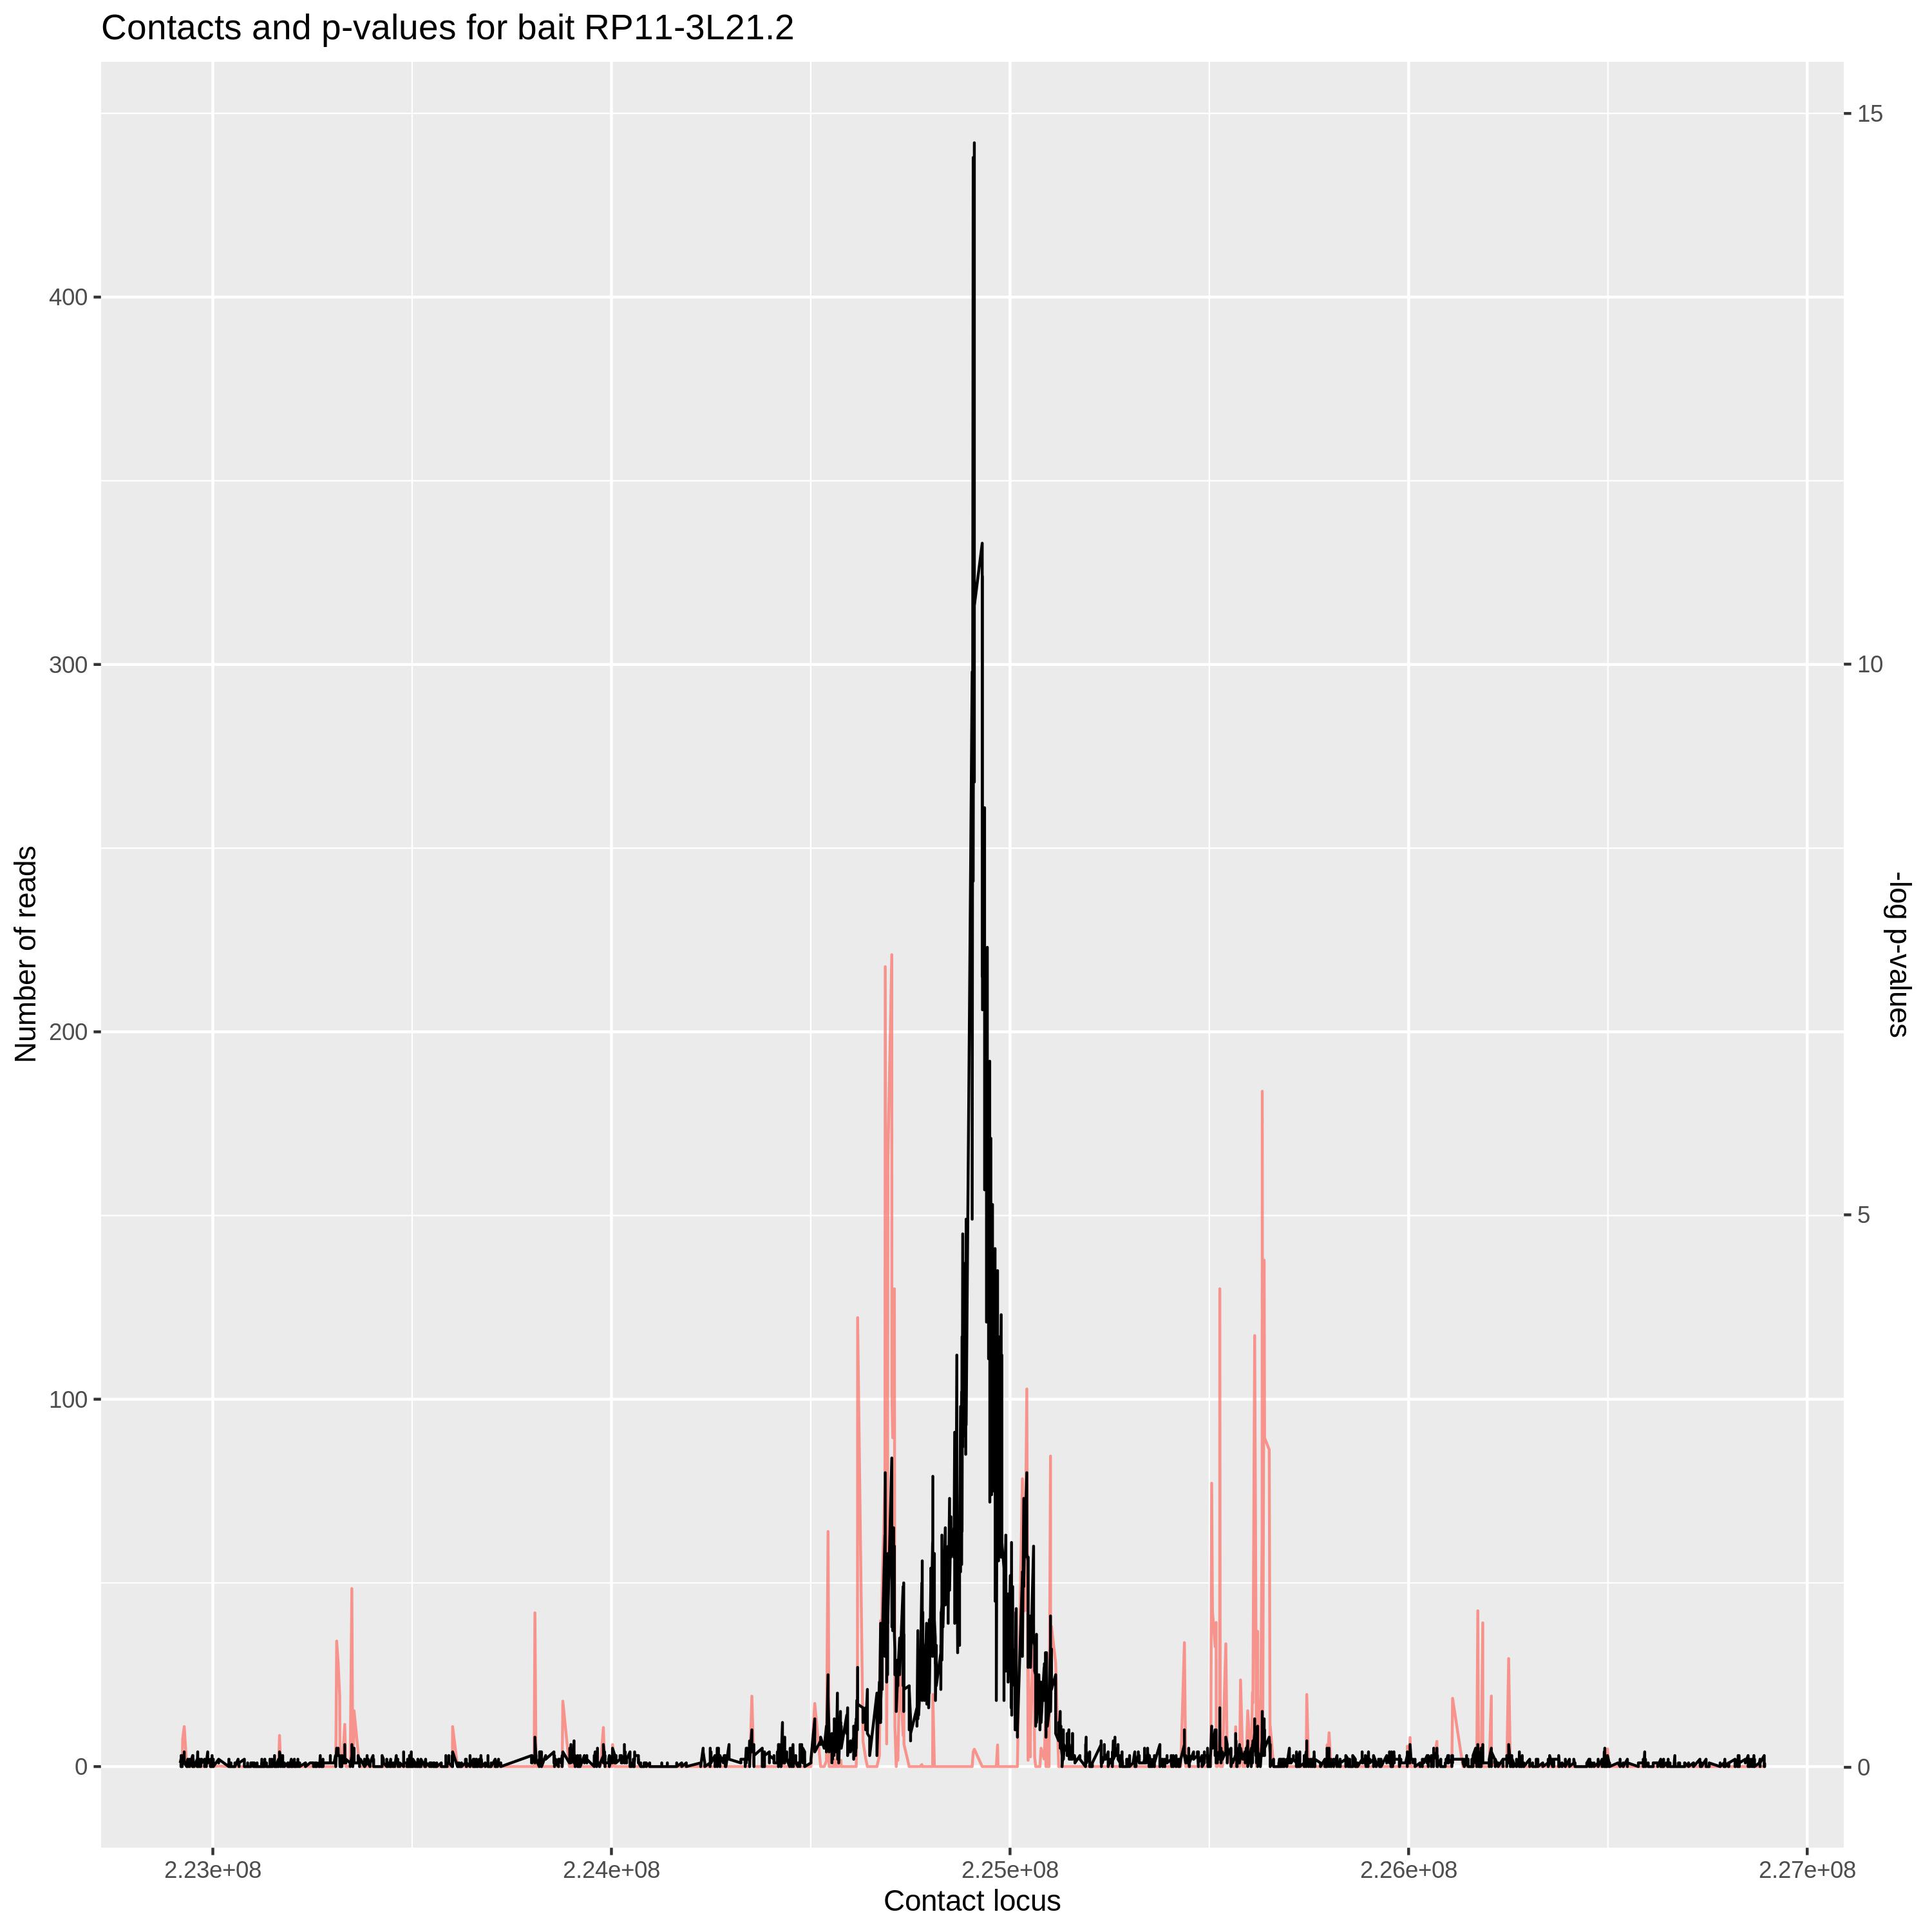 Contacts and p-values for bait RP11-3L21.2
15
400
300
10
Number of reads
-log p-values
200
5
100
0
0
2.23e+08
2.24e+08
2.25e+08
2.26e+08
2.27e+08
Contact locus